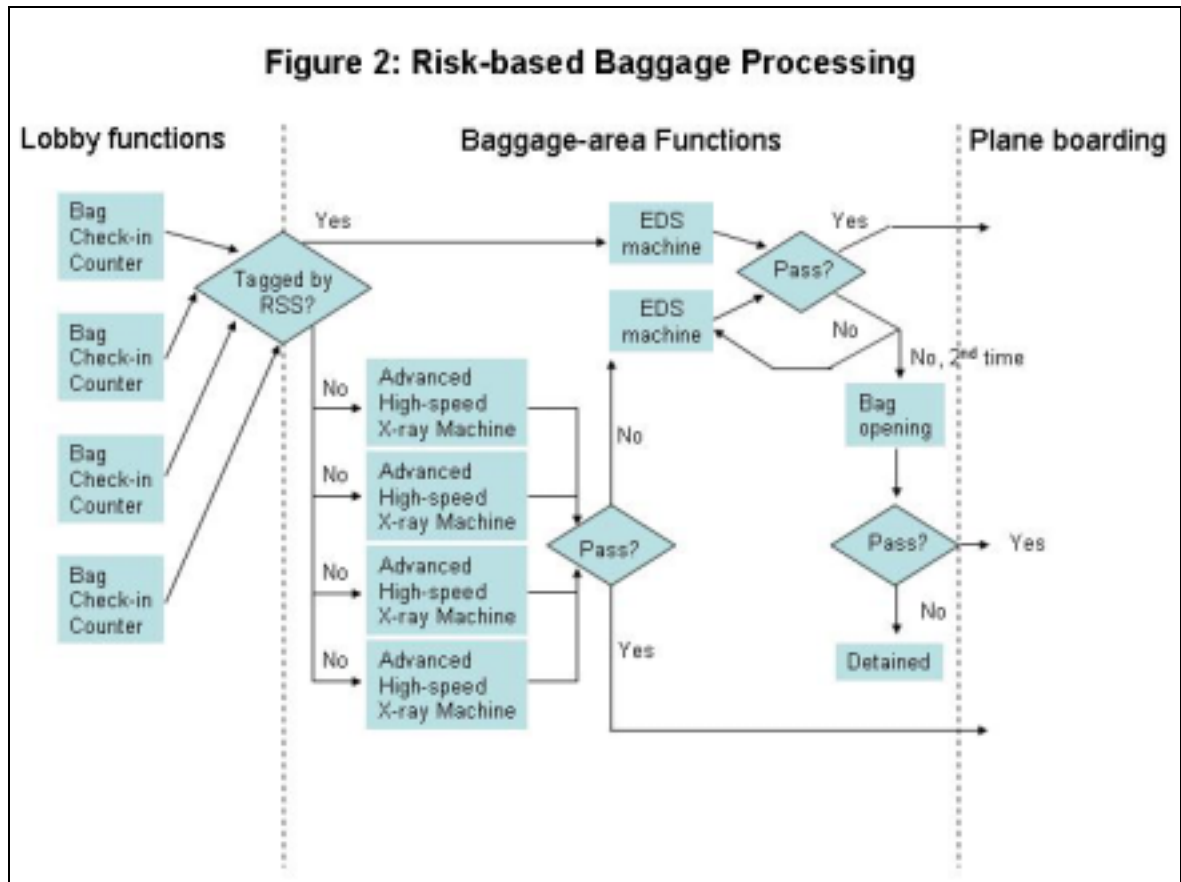 Figure 2: Risk-based Baggage Processing
Lobby functions
Baggage-area Functions
Plane boarding
Bag
Check-in
Counter
Bag
Check-in
Counter
Bag
Check-in
Counter
Bag
Check-in
Counter
Tagged by
RSS?
Yes
No
Advanced
High-speed
X-ray Machine
No
Advanced
High-speed
X-ray Machine
No
Advanced
High-speed
X-ray Machine
No
Advanced
High-speed
X-ray Machine
Pass?
No
Yes
EDS
machine
EDS
machine
Pass?
Yes
No
No, 2nd time
Bag
opening
Pass?
Yes
No
Detained